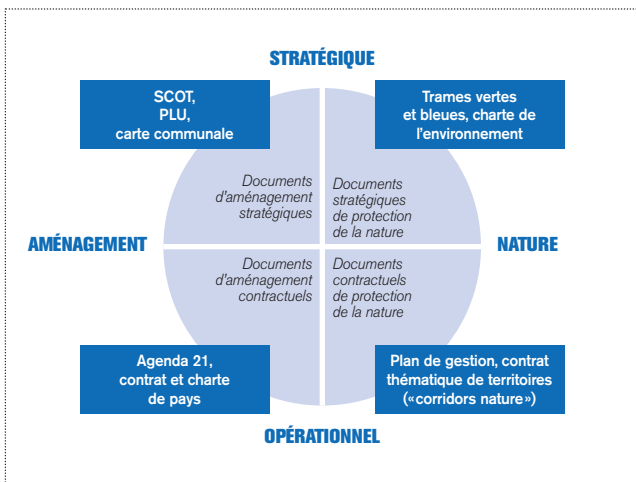 STRATÉGIQUE
SCOT,
PLU,
carte communale
Trames vertes
et bleues, charte de
l'environnement
Documents
d'aménagement
stratégiques
Documents
stratégiques
de protection
de la nature
AMÉNAGEMENT
NATURE
Documents
d'aménagement
contractuels
Documents
contractuels
de protection
de la nature
Agenda 21,
contrat et charte
de pays
Plan de gestion, contrat
thématique de territoires
(«corridors nature»)
OPÉRATIONNEL